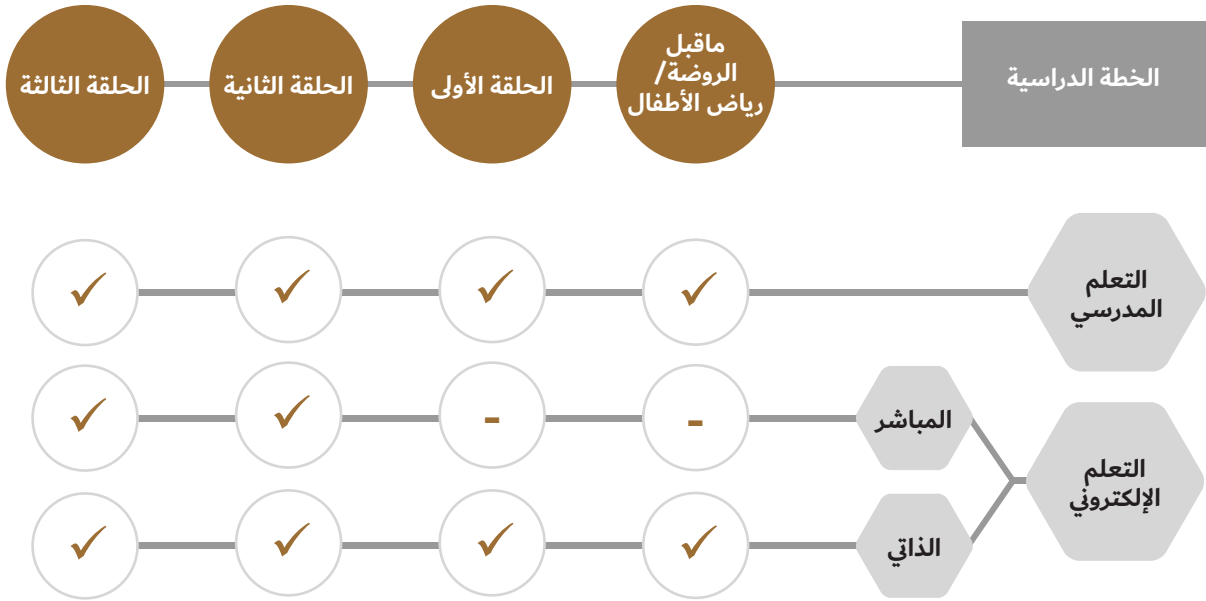 الخطة الدراسية
ماقبل
الروضة/
رياض الأطفال
الحلقة الأولى
الحلقة الثانية
الحلقة الثالثة
التعلم
المدرسي
✓ ✓ ✓ ✓
التعلم
الإلكتروني
المباشر
- - ✓ ✓
الذاتي
✓ ✓ ✓ ✓